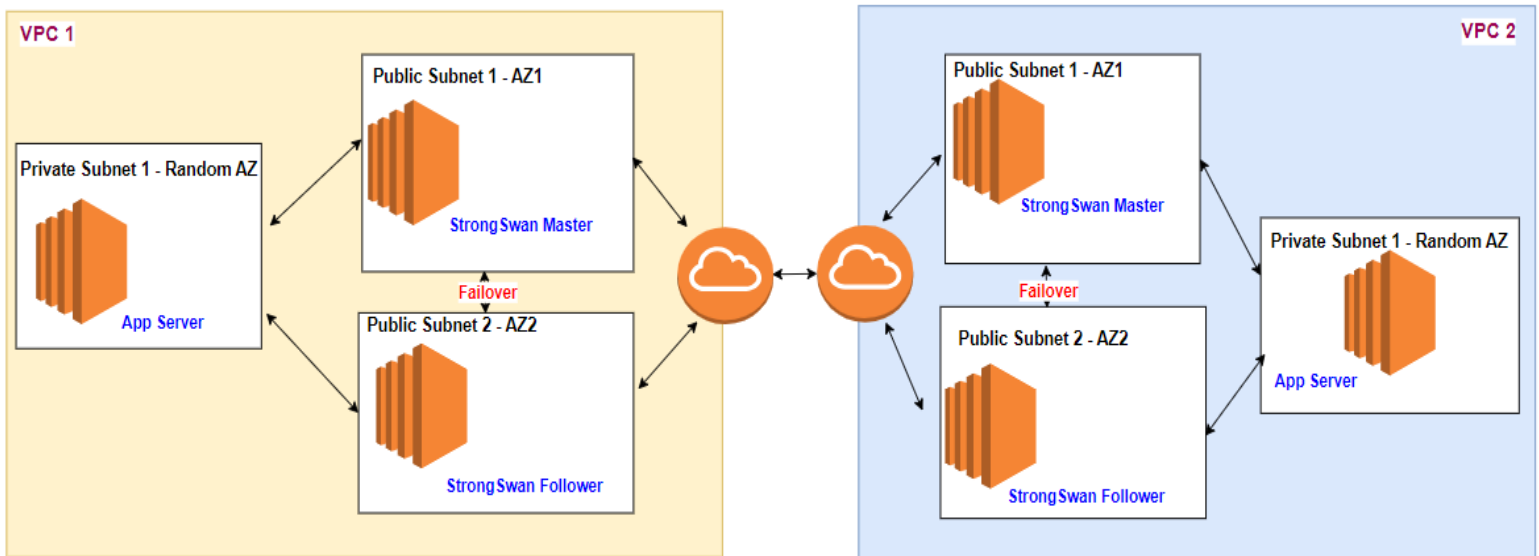 VPC 1
Public Subnet 1 - AZ1
StrongSwan Master
Private Subnet 1 - Random AZ
App Server
Failover
Public Subnet 2 - AZ2
StrongSwan Follower
VPC 2
Public Subnet 1 - AZ1
StrongSwan Master
Private Subnet 1 - Random AZ
App Server
Failover
Public Subnet 2 - AZ2
StrongSwan Follower